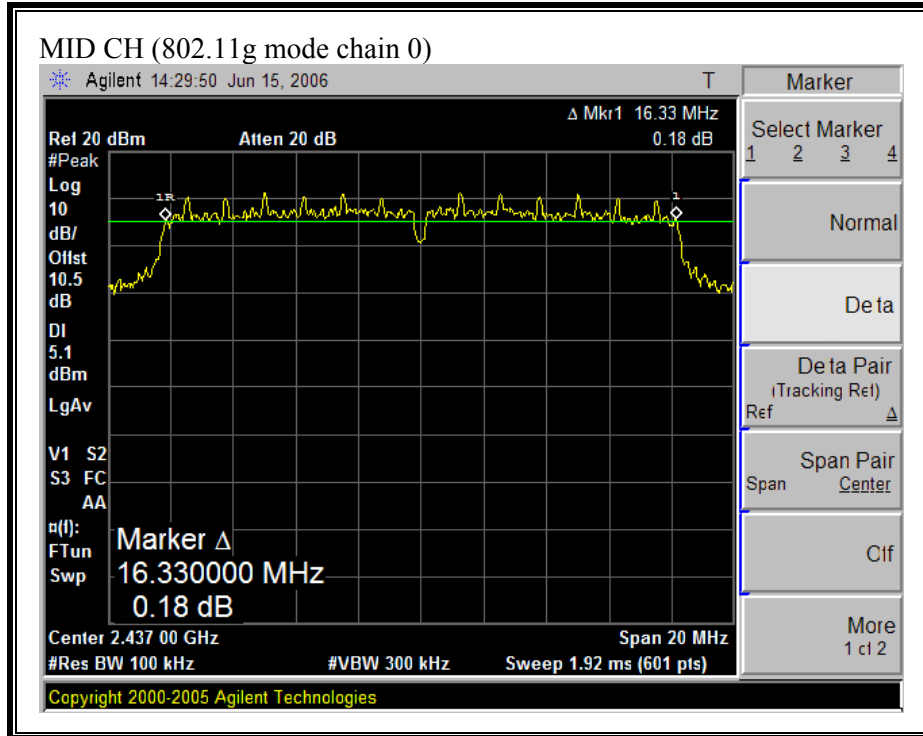 MID CH (802.11g mode chain 0)
Agilent 14:29:50 Jun 15, 2006 T
Marker
Δ Mkr1 16.33 MHz
Ref 20 dBm Atten 20 dB 0.18 dB
#Peak
Log
10
dB/
Offst
10.5
dB
DI
5.1
dBm
LgAv
V1 S2
S3 FC
AA
¤(f):
FTun
Swp
1R
1
Marker Δ
16.330000 MHz
0.18 dB
Center 2.437 00 GHz Span 20 MHz
#Res BW 100 kHz #VBW 300 kHz Sweep 1.92 ms (601 pts)
Copyright 2000-2005 Agilent Technologies
Select Marker
1 2 3 4
Normal
Delta
Delta Pair
(Tracking Ref)
Ref Δ
Span Pair
Span Center
Off
More
1 of 2